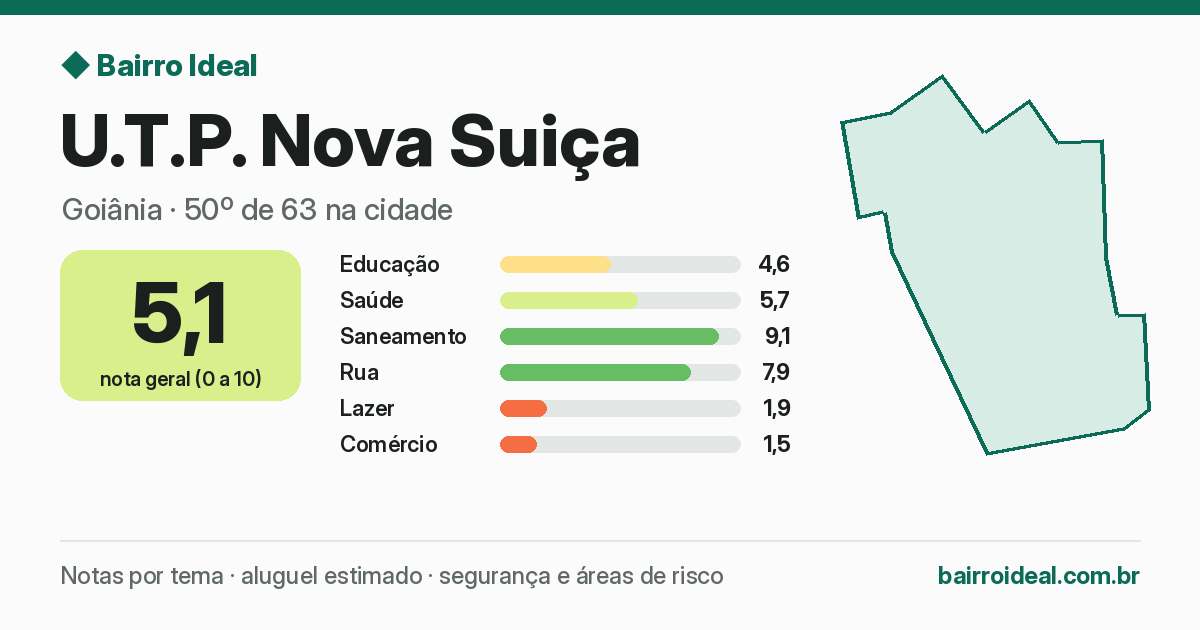 Bairro Ideal
U.T.P. Nova Suiça
Goiânia · 50º de 63 na cidade
5,1
nota geral (0 a 10)
Educação 4,6
Saúde 5,7
Saneamento 9,1
Rua 7,9
Lazer 1,9
Comércio 1,5
Notas por tema · aluguel estimado · segurança e áreas de risco
bairroideal.com.br